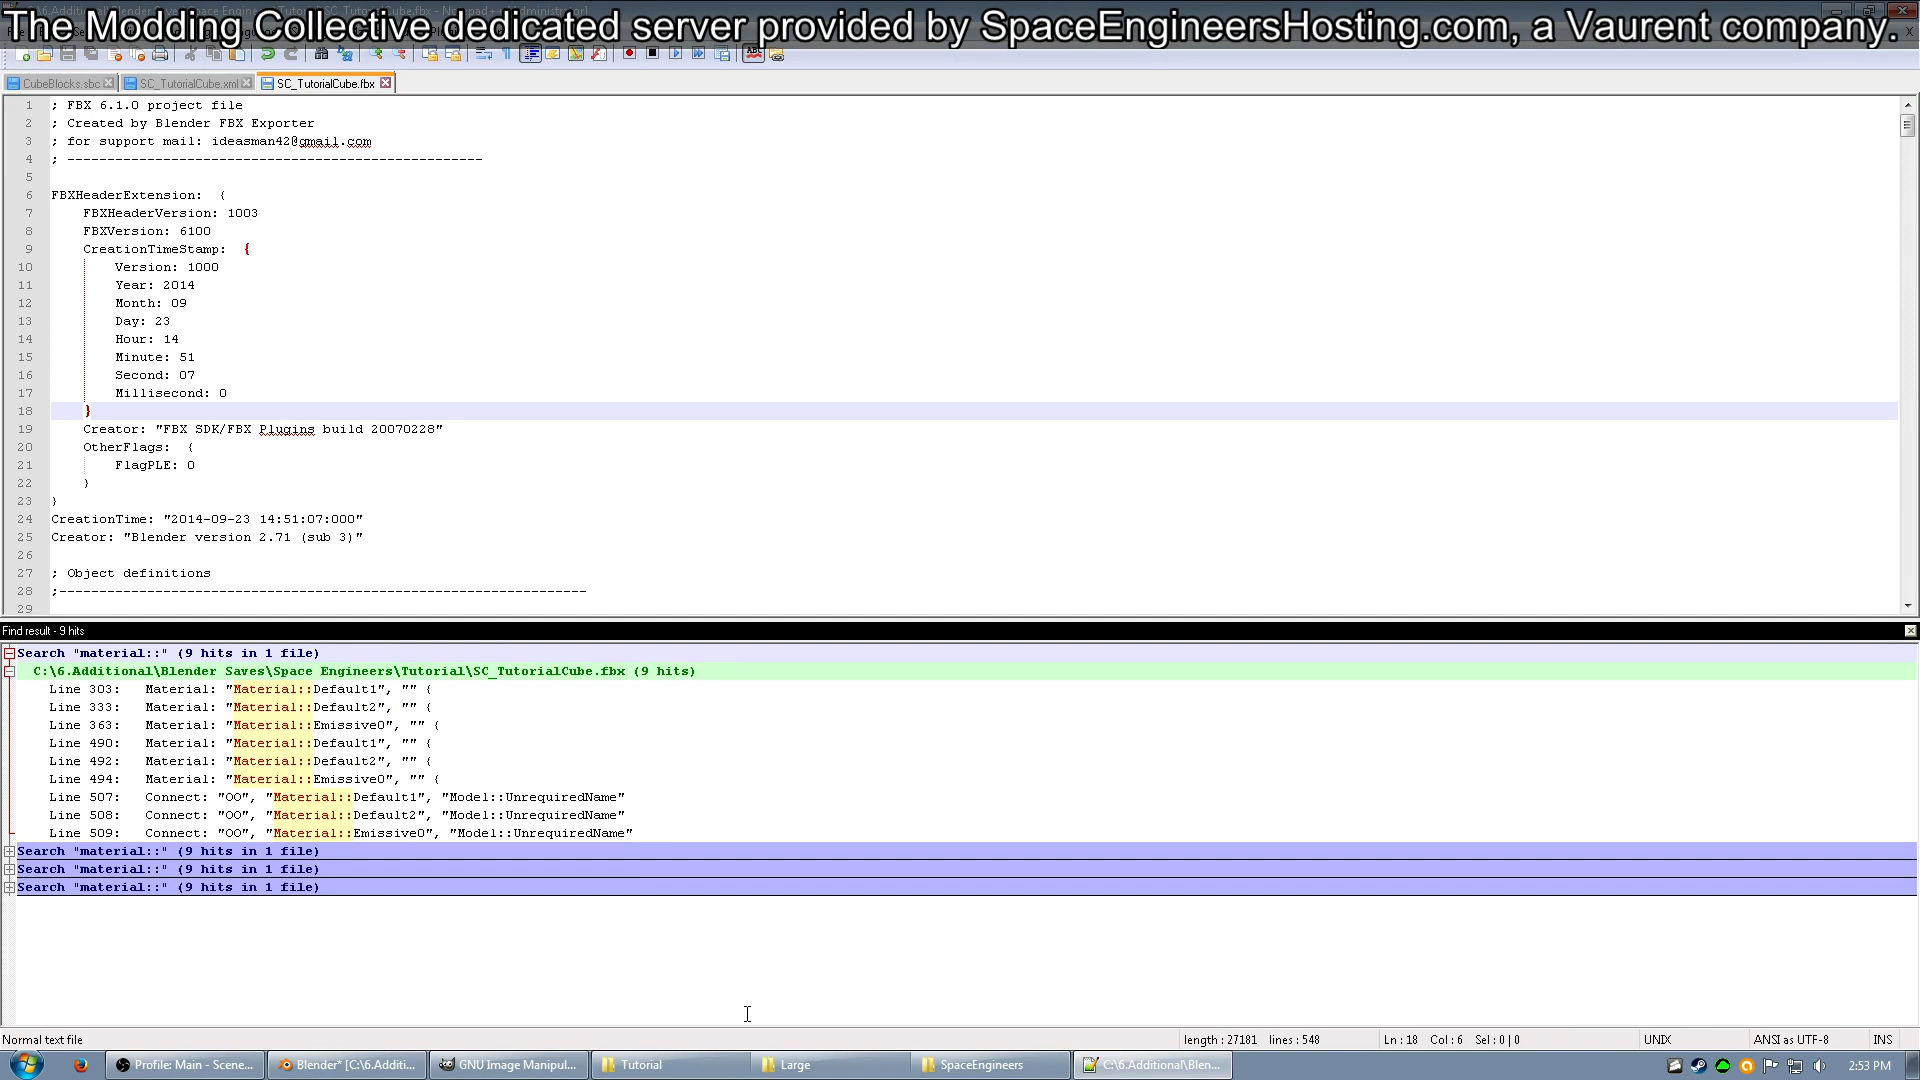 The Modding Collective dedicated server provided by SpaceEngineersHosting.com, a Vaurent company.
CubeBlocks.sbc
SC_TutorialCube.xml
SC_TutorialCube.fbx
1 ; FBX 6.1.0 project file
2 ; Created by Blender FBX Exporter
3 ; for support mail: ideasman42@gmail.com
4 ; ----------------------------------------------------
5
6 FBXHeaderExtension:  {
7 FBXHeaderVersion: 1003
8 FBXVersion: 6100
9 CreationTimeStamp:  {
10 Version: 1000
11 Year: 2014
12 Month: 09
13 Day: 23
14 Hour: 14
15 Minute: 51
16 Second: 07
17 Millisecond: 0
18 }
19 Creator: "FBX SDK/FBX Plugins build 20070228"
20 OtherFlags:  {
21 FlagPLE: 0
22 }
23 }
24 CreationTime: "2014-09-23 14:51:07:000"
25 Creator: "Blender version 2.71 (sub 3)"
26
27 ; Object definitions
28 ;------------------------------------------------------------------
29
Find result - 9 hits
Search "material::" (9 hits in 1 file)
C:\6.Additional\Blender Saves\Space Engineers\Tutorial\SC_TutorialCube.fbx (9 hits)
Line 303: Material: "Material::Default1", "" {
Line 333: Material: "Material::Default2", "" {
Line 363: Material: "Material::Emissive0", "" {
Line 490: Material: "Material::Default1", "" {
Line 492: Material: "Material::Default2", "" {
Line 494: Material: "Material::Emissive0", "" {
Line 507: Connect: "OO", "Material::Default1", "Model::UnrequiredName"
Line 508: Connect: "OO", "Material::Default2", "Model::UnrequiredName"
Line 509: Connect: "OO", "Material::Emissive0", "Model::UnrequiredName"
Search "material::" (9 hits in 1 file)
Search "material::" (9 hits in 1 file)
Search "material::" (9 hits in 1 file)
Normal text file
length : 27181 lines : 548
Ln : 18 Col : 6 Sel : 0 | 0
UNIX
ANSI as UTF-8
INS
Profile: Main - Scene...
Blender* [C:\6.Additi...
GNU Image Manipul...
Tutorial
Large
SpaceEngineers
C:\6.Additional\Blen...
2:53 PM